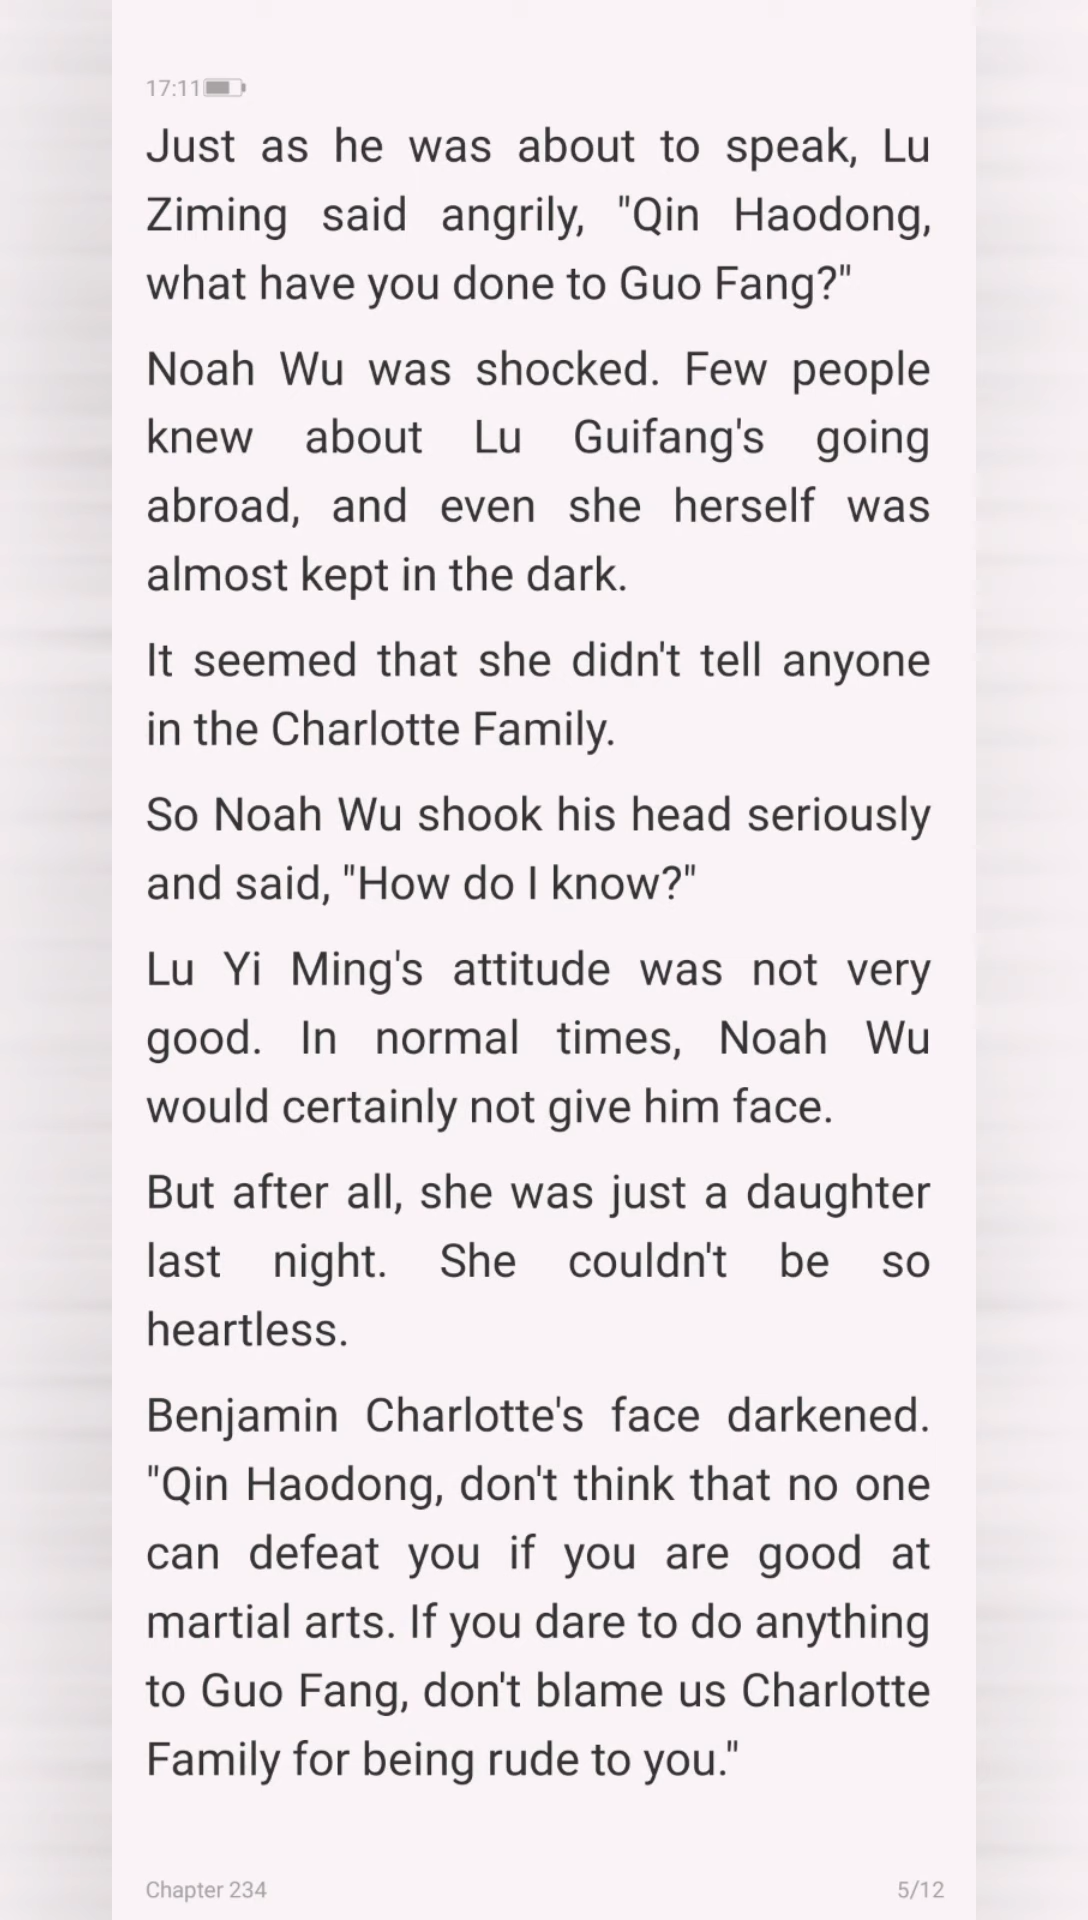 17:11
Just as he was about to speak, Lu
Ziming said angrily, "Qin Haodong,
what have you done to Guo Fang?"
Noah Wu was shocked. Few people
knew about Lu Guifang's going
abroad, and even she herself was
almost kept in the dark.
It seemed that she didn't tell anyone
in the Charlotte Family.
So Noah Wu shook his head seriously
and said, "How do I know?"
Lu Yi Ming's attitude was not very
good. In normal times, Noah Wu
would certainly not give him face.
But after all, she was just a daughter
last night. She couldn't be so
heartless.
Benjamin Charlotte's face darkened.
"Qin Haodong, don't think that no one
can defeat you if you are good at
martial arts. If you dare to do anything
to Guo Fang, don't blame us Charlotte
Family for being rude to you."
Chapter 234
5/12